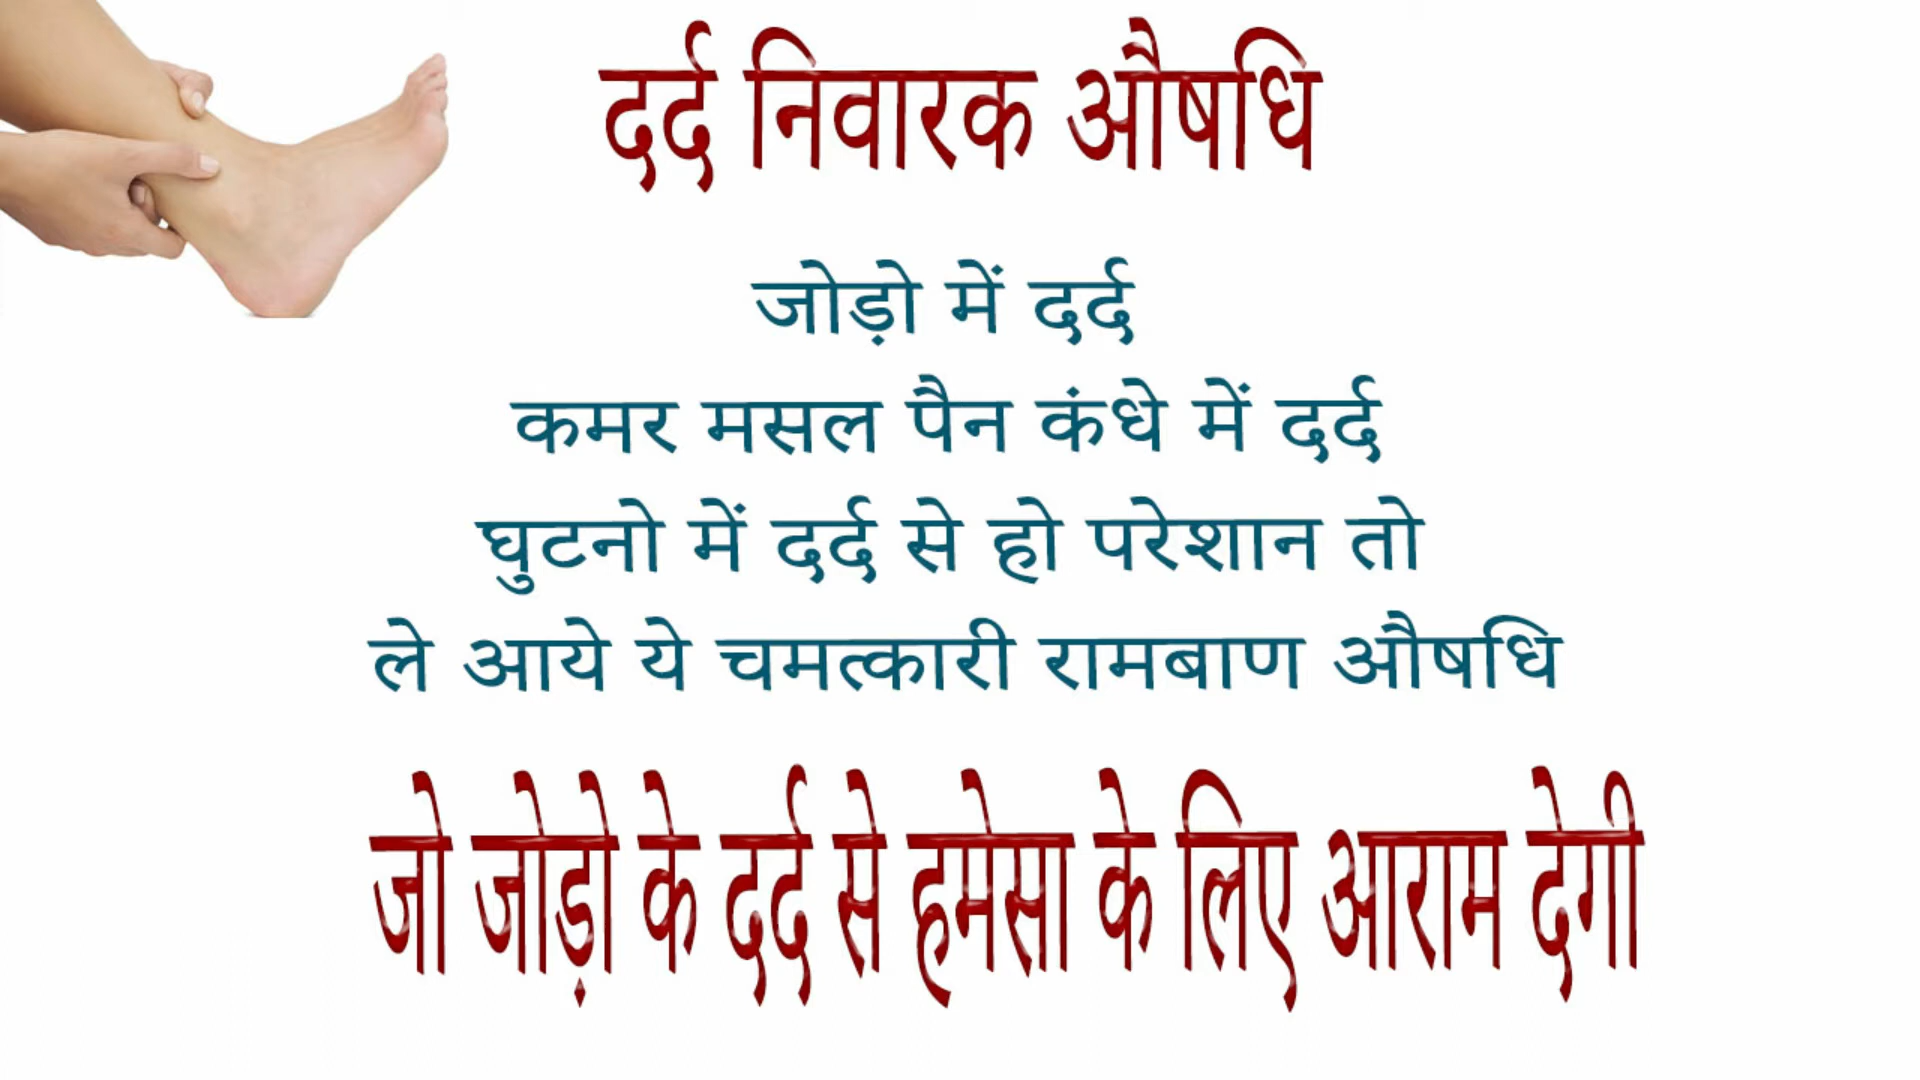 दर्द निवारक औषधि
जोड़ो में दर्द
कमर मसल पैन कंधे में दर्द
घुटनो में दर्द से हो परेशान तो
ले आये ये चमत्कारी रामबाण औषधि
जो जोड़ो के दर्द से हमेसा के लिए आराम देगी